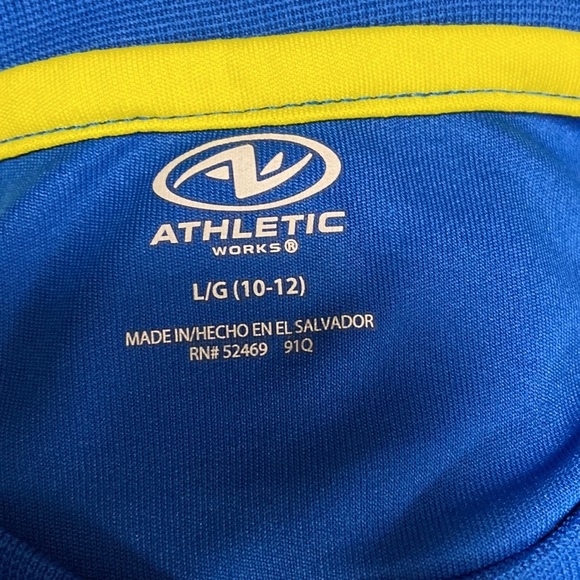 ATHLETIC
WORKS®
L/G (10-12)
MADE IN/HECHO EN EL SALVADOR
RN# 52469 91Q